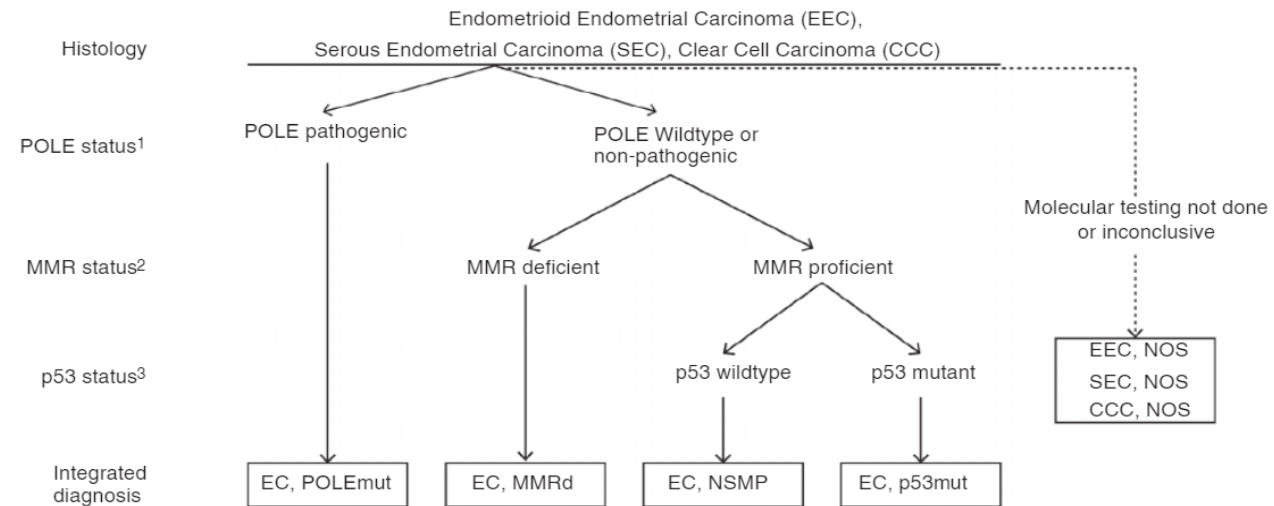 Endometrioid Endometrial Carcinoma (EEC),
Histology
Serous Endometrial Carcinoma (SEC), Clear Cell Carcinoma (CCC)
POLE status1
POLE pathogenic
POLE Wildtype or
non-pathogenic
Molecular testing not done
or inconclusive
MMR status2
MMR deficient
MMR proficient
p53 status3
p53 wildtype
p53 mutant
EEC, NOS
SEC, NOS
CCC, NOS
Integrated
diagnosis
EC, POLEmut
EC, MMRd
EC, NSMP
EC, p53mut